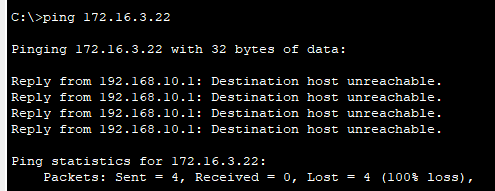 C:\>ping 172.16.3.22
Pinging 172.16.3.22 with 32 bytes of data:
Reply from 192.168.10.1: Destination host unreachable.
Reply from 192.168.10.1: Destination host unreachable.
Reply from 192.168.10.1: Destination host unreachable.
Reply from 192.168.10.1: Destination host unreachable.
Ping statistics for 172.16.3.22:
    Packets: Sent = 4, Received = 0, Lost = 4 (100% loss),